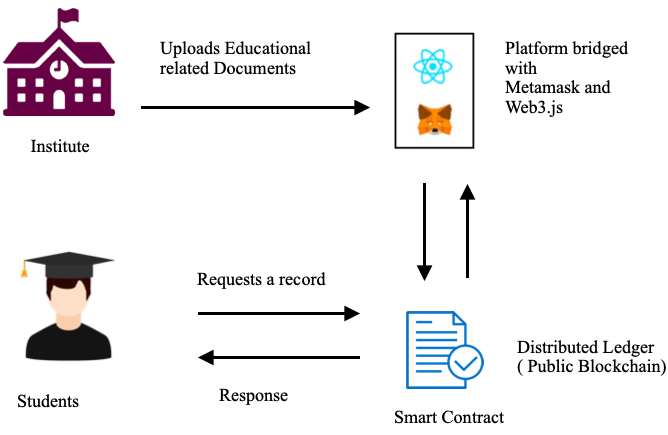 Uploads Educational
related Documents
Platform bridged
with
Metamask and
Web3.js
Institute
Requests a record
Students
Response
Distributed Ledger
( Public Blockchain)
Smart Contract